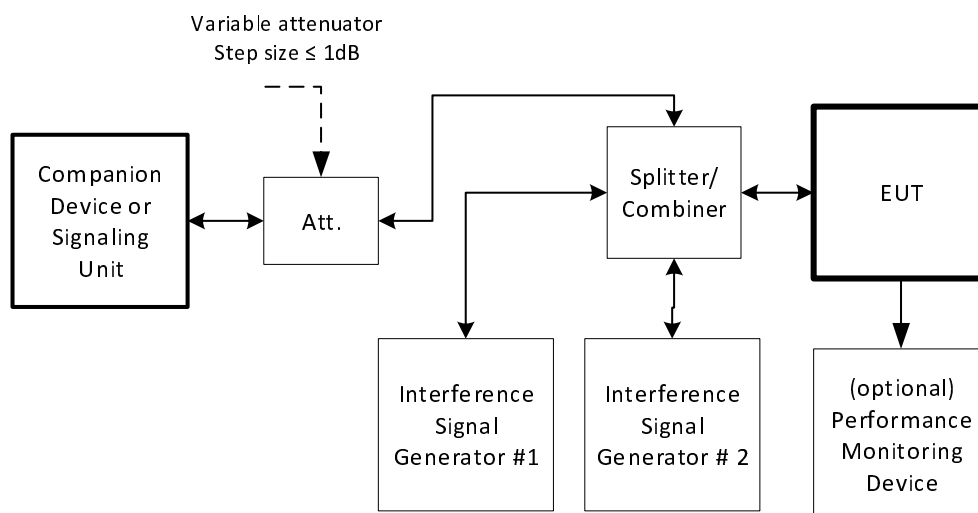 Variable attenuator
Step size ≤ 1dB
Companion
Device or
Signaling
Unit
Att.
Splitter/
Combiner
EUT
Interference
Signal
Generator #1
Interference
Signal
Generator # 2
(optional)
Performance
Monitoring
Device